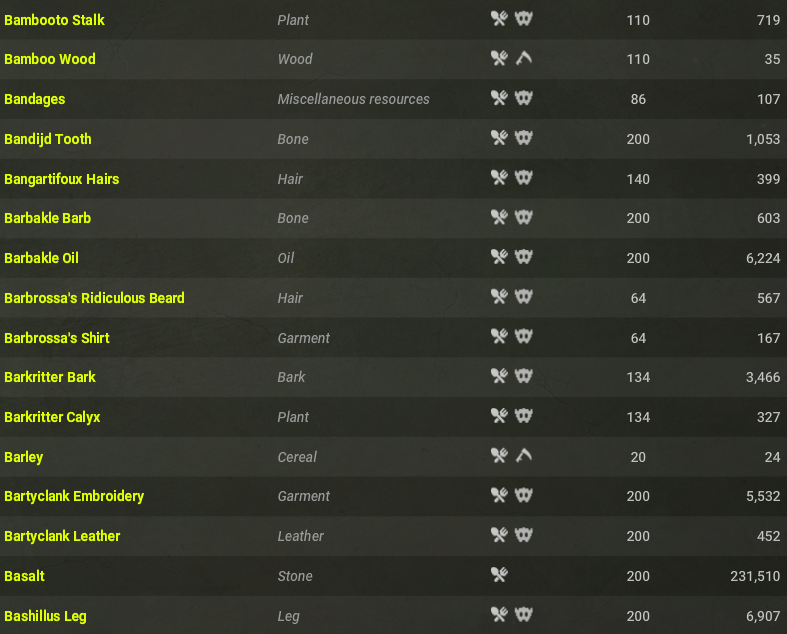 Bambooto Stalk Plant 110 719
Bamboo Wood Wood 110 35
Bandages Miscellaneous resources 86 107
Bandijd Tooth Bone 200 1,053
Bangartifoux Hairs Hair 140 399
Barbakle Barb Bone 200 603
Barbakle Oil Oil 200 6,224
Barbrossa's Ridiculous Beard Hair 64 567
Barbrossa's Shirt Garment 64 167
Barkritter Bark Bark 134 3,466
Barkritter Calyx Plant 134 327
Barley Cereal 20 24
Bartyclank Embroidery Garment 200 5,532
Bartyclank Leather Leather 200 452
Basalt Stone 200 231,510
Bashillus Leg Leg 200 6,907